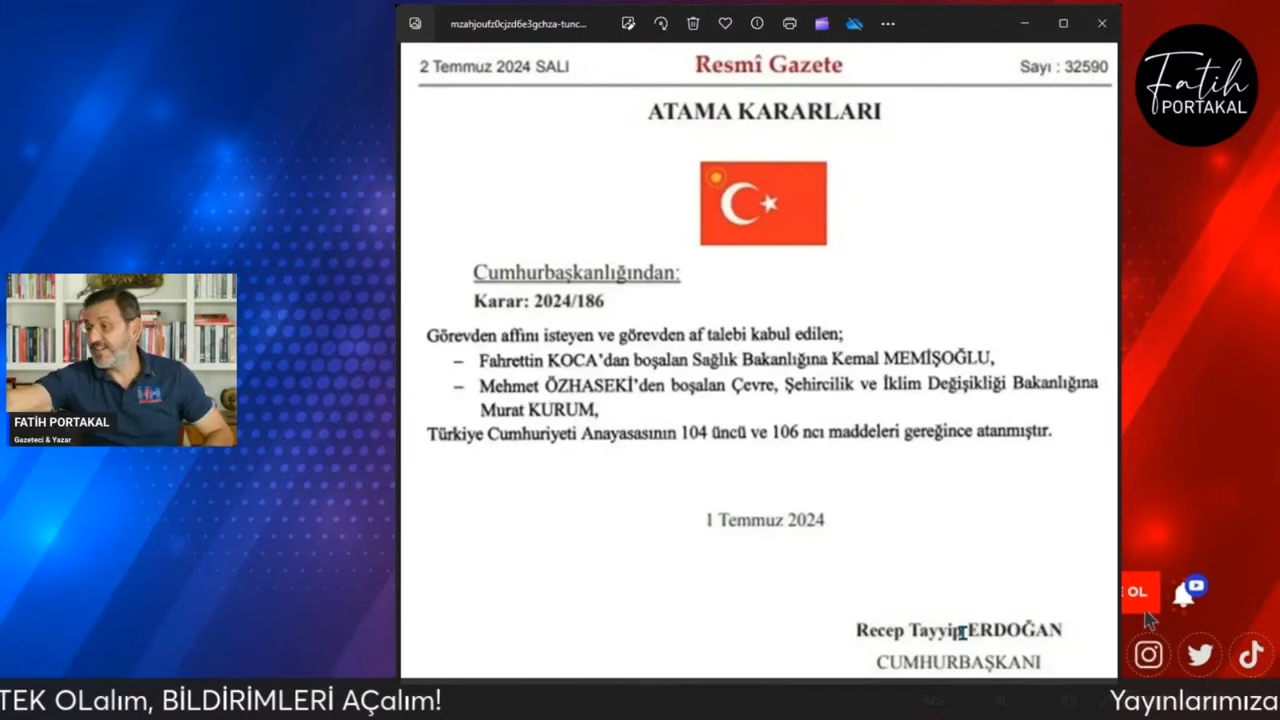 mzahjoufz0cjzd6e3gchza-tunc...
2 Temmuz 2024 SALI
Resmî Gazete
Sayı : 32590
Fatih
PORTAKAL
ATAMA KARARLARI
Cumhurbaşkanlığından:
Karar: 2024/186
Görevden affını isteyen ve görevden af talebi kabul edilen;
– Fahrettin KOCA’dan boşalan Sağlık Bakanlığına Kemal MEMİŞOĞLU,
– Mehmet ÖZHASEKİ’den boşalan Çevre, Şehircilik ve İklim Değişikliği Bakanlığına
Murat KURUM,
Türkiye Cumhuriyeti Anayasasının 104 üncü ve 106 ncı maddeleri gereğince atanmıştır.
1 Temmuz 2024
Recep Tayyip ERDOĞAN
CUMHURBAŞKANI
FATİH PORTAKAL
Gazeteci & Yazar
E OL
TEK OLalım, BİLDİRİMLERİ AÇalım!
Yayınlarımıza